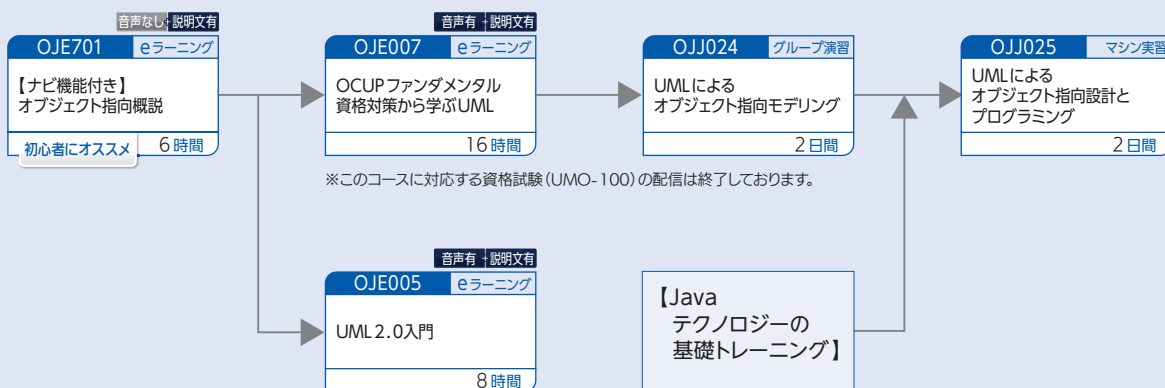 音声なし 説明文有
OJE701 eラーニング
【ナビ機能付き】
オブジェクト指向概説
初心者にオススメ 6時間
音声有 説明文有
OJE007 eラーニング
OCUPファンダメンタル
資格対策から学ぶUML
16時間
OJJ024 グループ演習
UMLによる
オブジェクト指向モデリング
2日間
OJJ025 マシン実習
UMLによる
オブジェクト指向設計と
プログラミング
2日間
※このコースに対応する資格試験(UMO-100)の配信は終了しております。
音声有 説明文有
OJE005 eラーニング
UML2.0入門
8時間
【Java
テクノロジーの
基礎トレーニング】